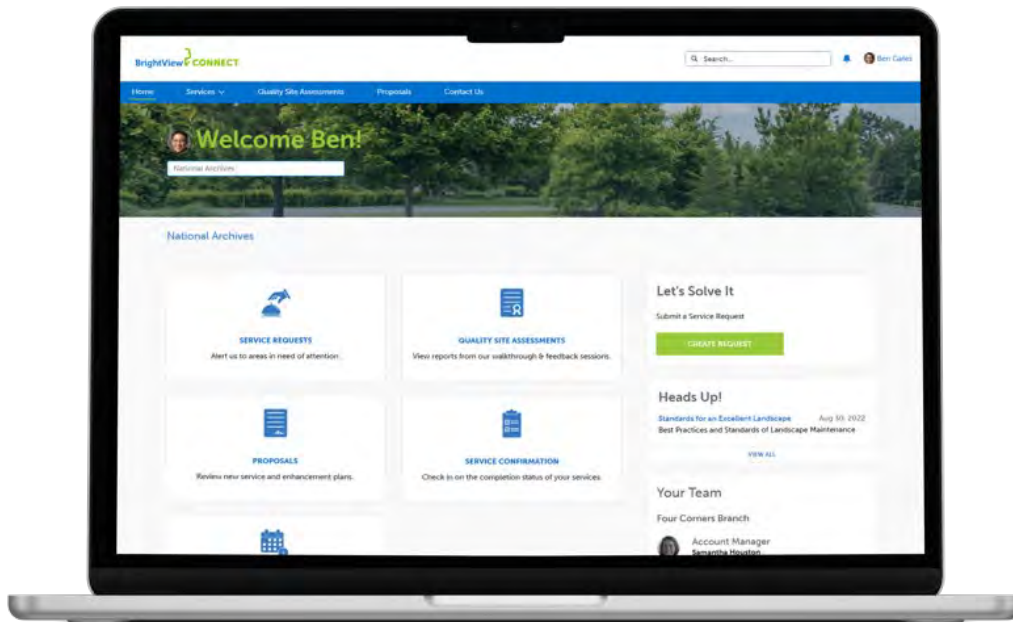 BrightView CONNECT
Search...
Ben Gates
Home Services Quality Site Assessments Proposals Contact Us
Welcome Ben!
National Archives
National Archives
SERVICE REQUESTS
Alert us to areas in need of attention.
QUALITY SITE ASSESSMENTS
View reports from our walkthrough & feedback sessions.
PROPOSALS
Review new service and enhancement plans.
SERVICE CONFIRMATION
Check in on the completion status of your services.
Let's Solve It
Submit a Service Request
CREATE REQUEST
Heads Up!
Standards for an Excellent Landscape Aug 30, 2022
Best Practices and Standards of Landscape Maintenance
VIEW ALL
Your Team
Four Corners Branch
Account Manager
Samantha Houston